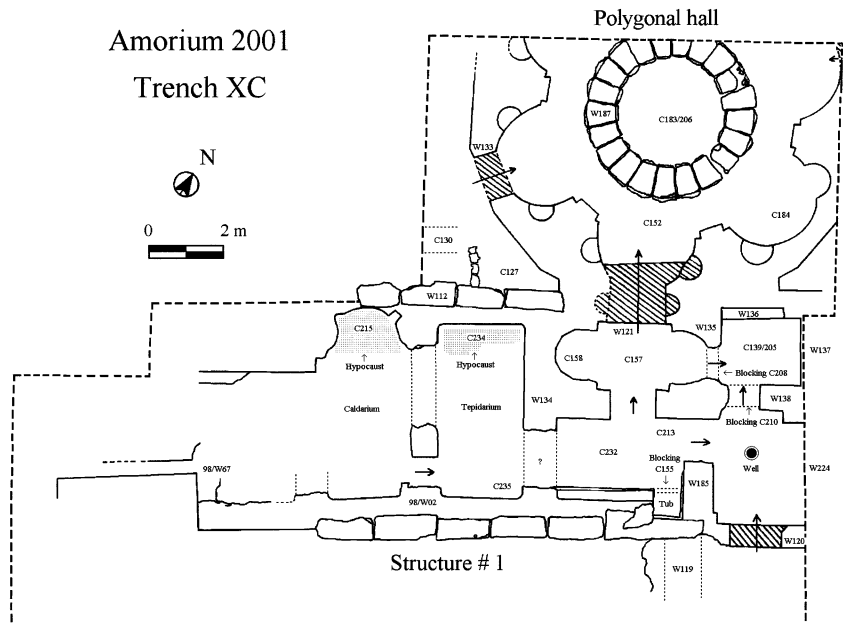 Polygonal hall
Amorium 2001
Trench XC
N
0 2 m
W187
C183/206
W133
C152
C184
C130
C127
W112
C215
C234
Hypocaust
Hypocaust
W121
W135
W136
C139/205
W137
C158
C157
Blocking C208
W138
Caldarium
Tepidarium
W134
Blocking C210
C213
C232
?
Blocking
C155
Well
W224
98/W67
C235
W185
98/W02
Tub
W120
Structure # 1
W119